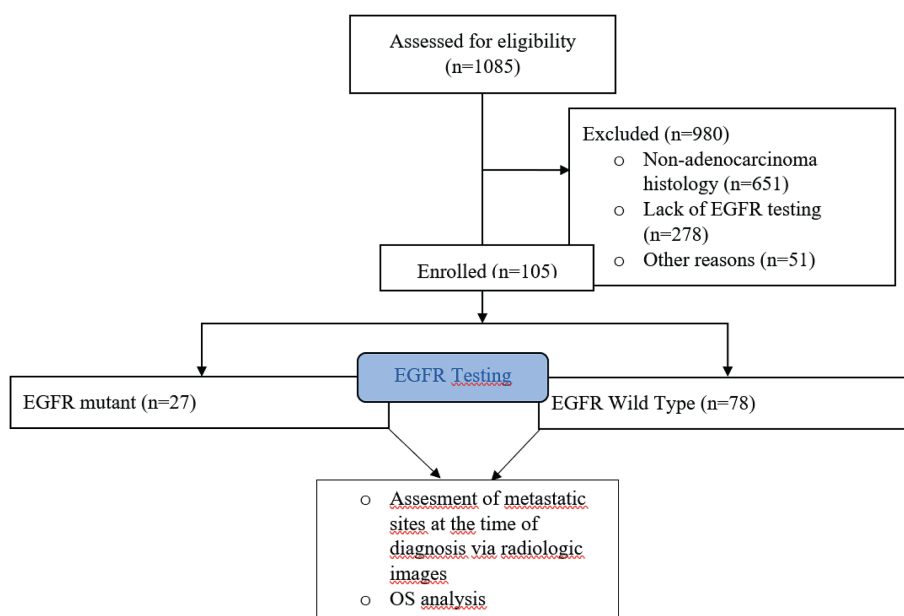 Assessed for eligibility
(n=1085)
Excluded (n=980)
o Non-adenocarcinoma
histology (n=651)
o Lack of EGFR testing
(n=278)
o Other reasons (n=51)
Enrolled (n=105)
EGFR Testing
EGFR mutant (n=27)
EGFR Wild Type (n=78)
o Assesment of metastatic
sites at the time of
diagnosis via radiologic
images
o OS analysis